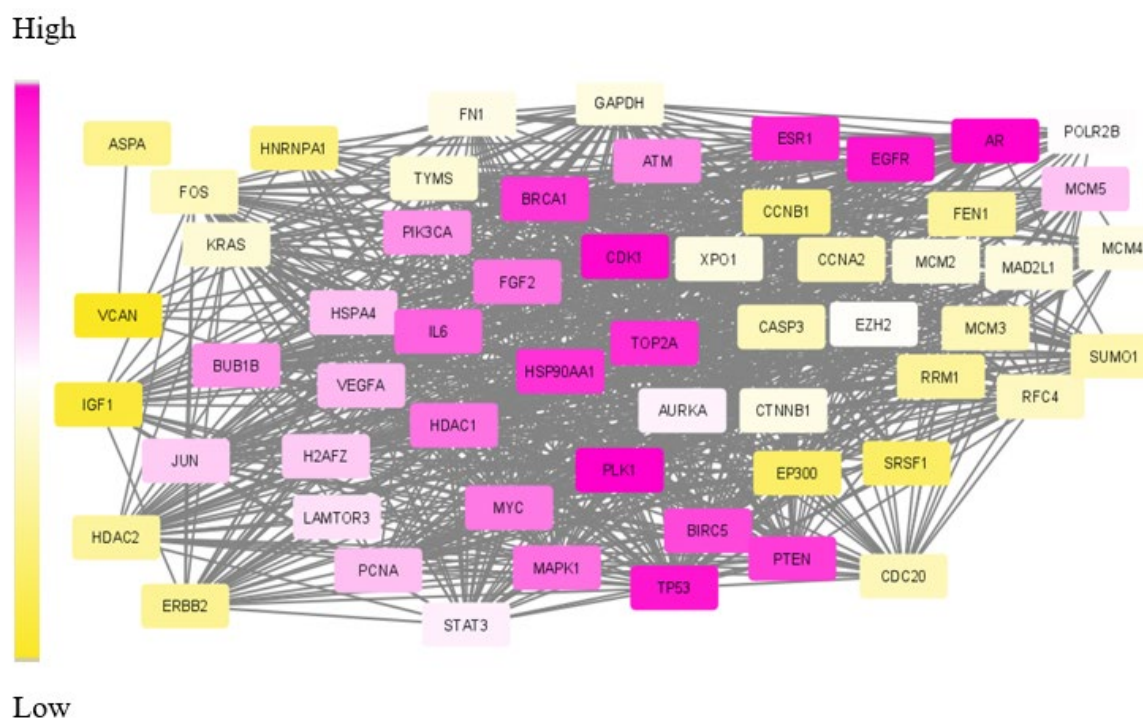 High
GAPDH
FN1
ESR1
AR
POLR2B
ASPA
HNRNPA1
ATM
EGFR
TYMS
MCM5
FOS
BRCA1
CCNB1
FEN1
PIK3CA
KRAS
CDK1
XPO1
CCNA2
MCM2
MAD2L1
MCM4
FGF2
VCAN
HSPA4
IL6
TOP2A
CASP3
EZH2
MCM3
SUMO1
BUB1B
VEGFA
HSP90AA1
RRM1
IGF1
HDAC1
AURKA
CTNNB1
RFC4
JUN
H2AFZ
PLK1
EP300
SRSF1
LAMTOR3
MYC
HDAC2
BIRC5
PCNA
MAPK1
PTEN
TP53
CDC20
ERBB2
STAT3
Low